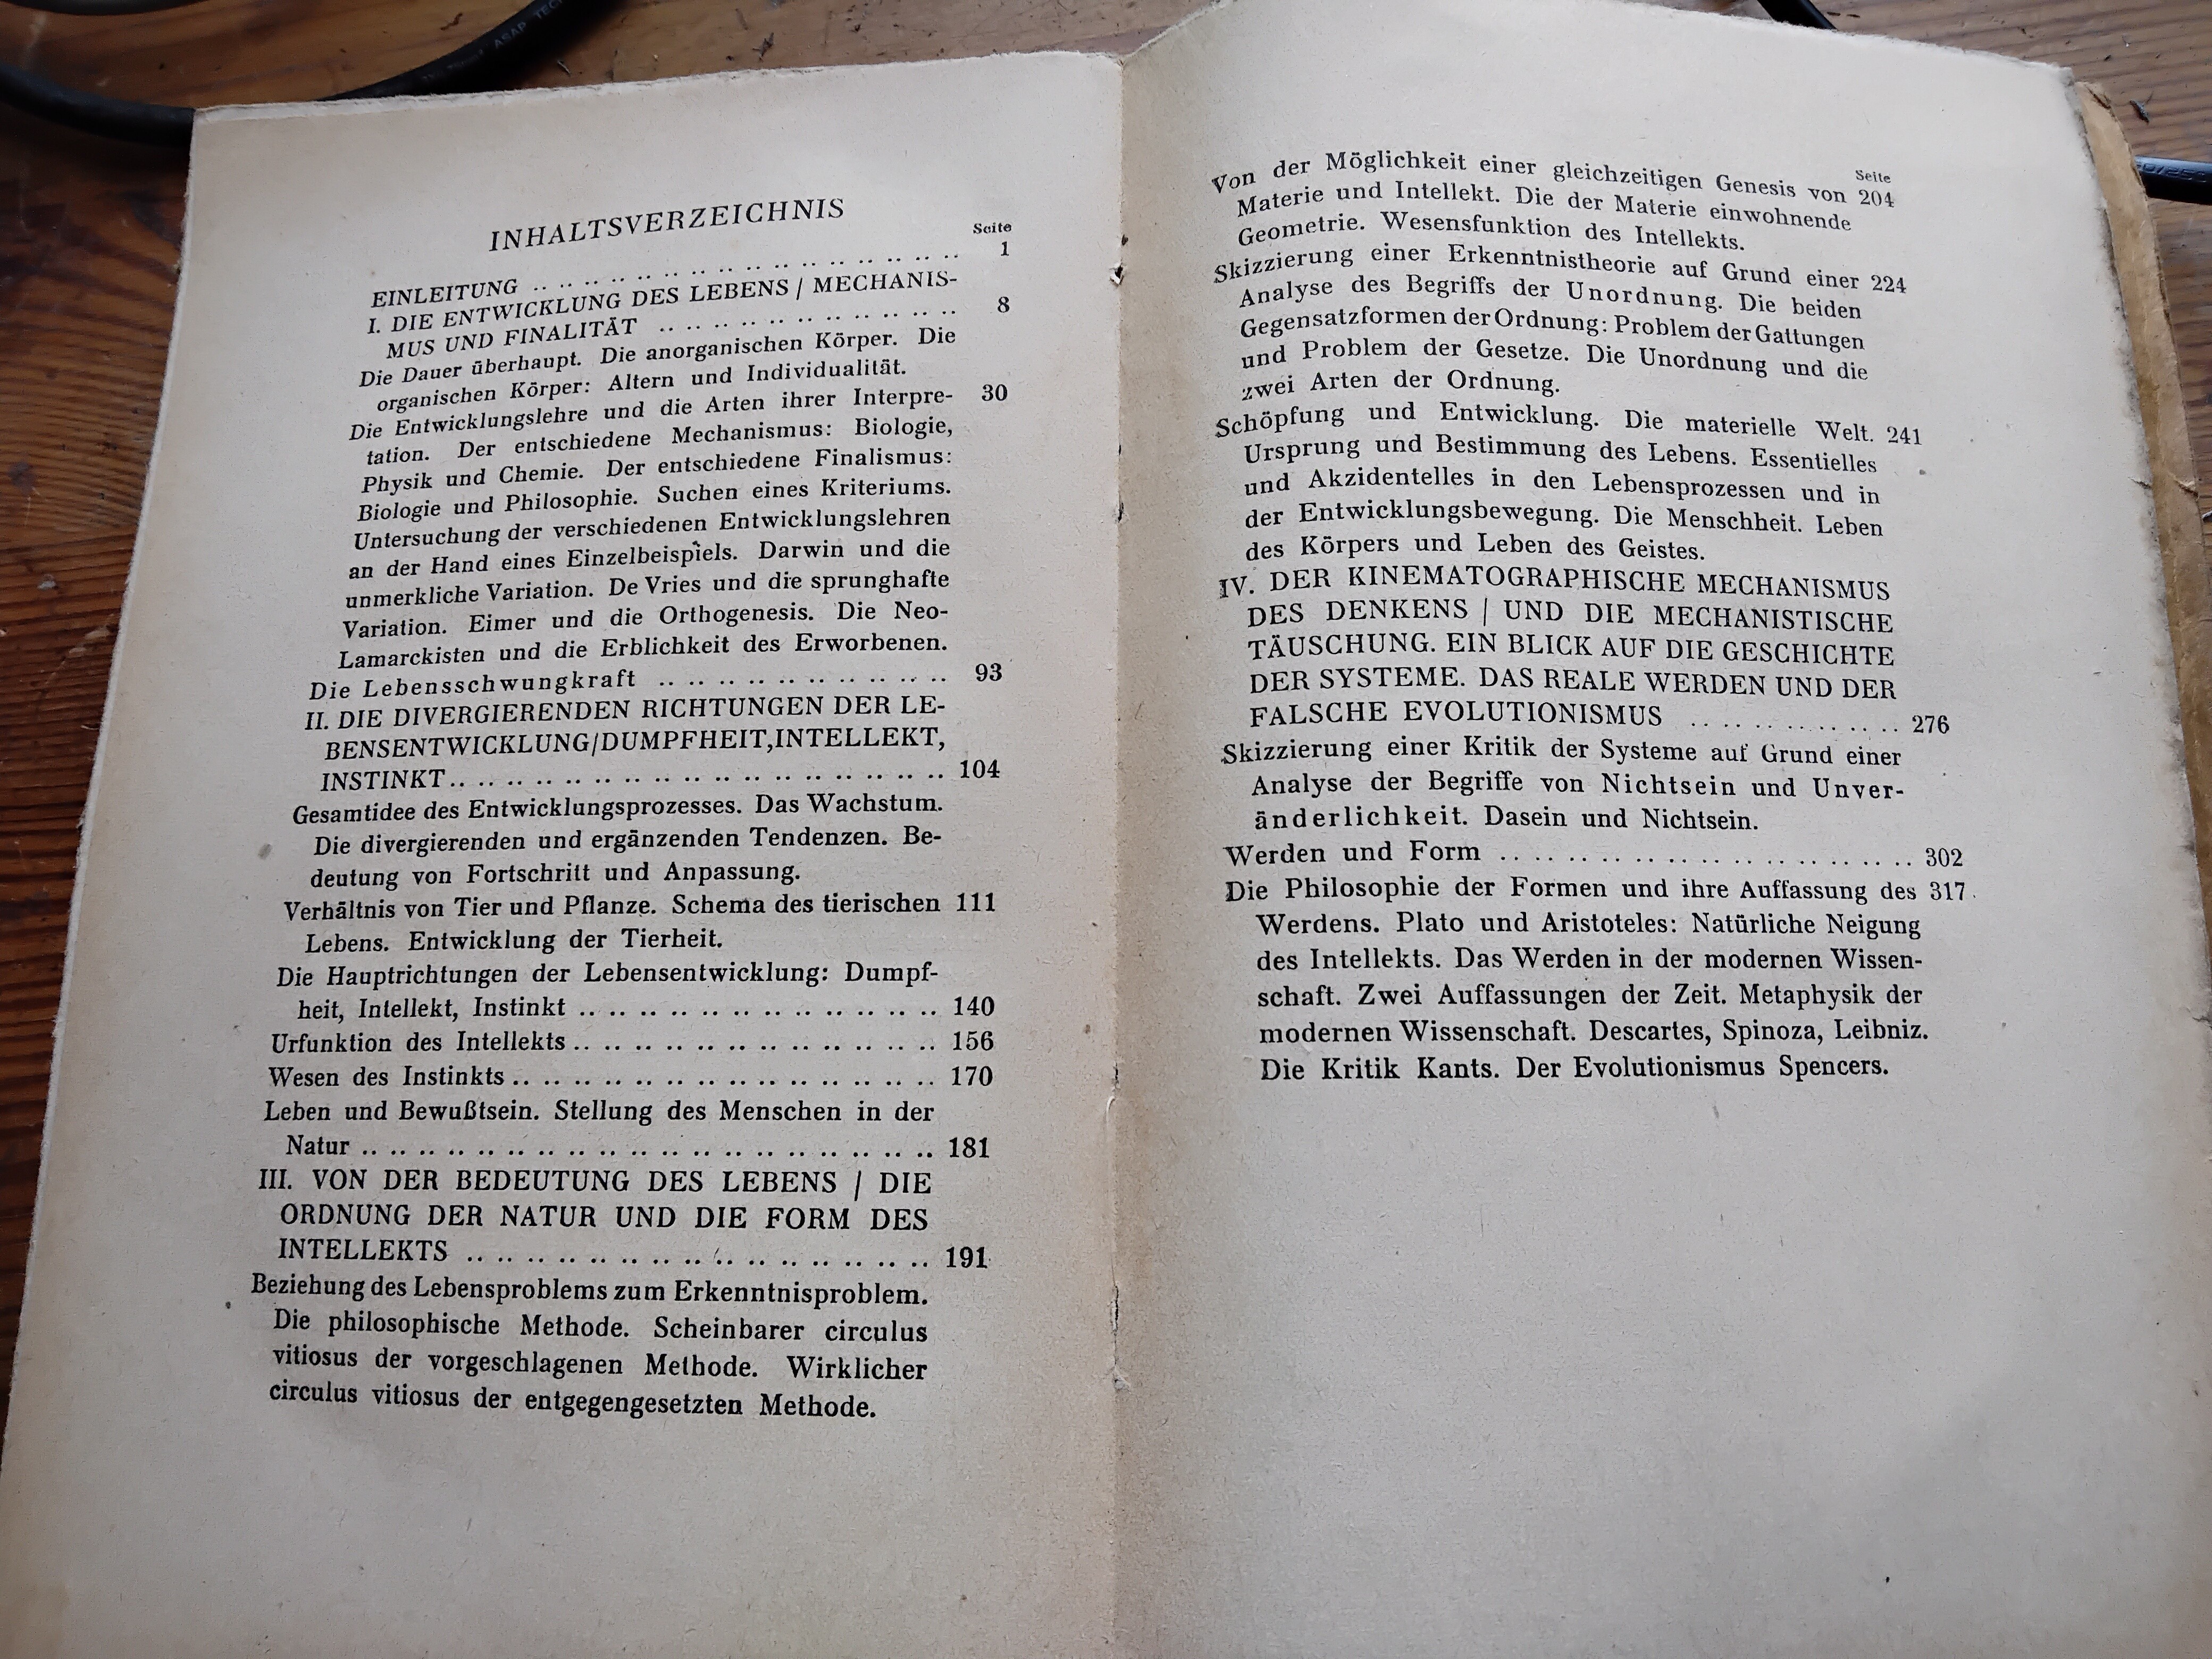 INHALTSVERZEICHNIS
Seite
EINLEITUNG .. .. .. .. .. .. .. .. .. .. .. .. .. .. .. .. 1
I. DIE ENTWICKLUNG DES LEBENS / MECHANIS-
MUS UND FINALITÄT .. .. .. .. .. .. .. .. .. .. .. 8
Die Dauer überhaupt. Die anorganischen Körper. Die
organischen Körper: Altern und Individualität.
Die Entwicklungslehre und die Arten ihrer Interpre- 30
tation. Der entschiedene Mechanismus: Biologie,
Physik und Chemie. Der entschiedene Finalismus:
Biologie und Philosophie. Suchen eines Kriteriums.
Untersuchung der verschiedenen Entwicklungslehren
an der Hand eines Einzelbeispiels. Darwin und die
unmerkliche Variation. De Vries und die sprunghafte
Variation. Eimer und die Orthogenesis. Die Neo-
Lamarckisten und die Erblichkeit des Erworbenen.
Die Lebensschwungkraft .. .. .. .. .. .. .. .. .. .. .. 93
II. DIE DIVERGIERENDEN RICHTUNGEN DER LE-
BENSENTWICKLUNG/DUMPFHEIT,INTELLEKT,
INSTINKT .. .. .. .. .. .. .. .. .. .. .. .. .. .. .. .. .. 104
Gesamtidee des Entwicklungsprozesses. Das Wachstum.
Die divergierenden und ergänzenden Tendenzen. Be-
deutung von Fortschritt und Anpassung.
Verhältnis von Tier und Pflanze. Schema des tierischen 111
Lebens. Entwicklung der Tierheit.
Die Hauptrichtungen der Lebensentwicklung: Dumpf-
heit, Intellekt, Instinkt .. .. .. .. .. .. .. .. .. .. .. .. 140
Urfunktion des Intellekts .. .. .. .. .. .. .. .. .. .. .. .. 156
Wesen des Instinkts .. .. .. .. .. .. .. .. .. .. .. .. .. .. 170
Leben und Bewußtsein. Stellung des Menschen in der
Natur .. .. .. .. .. .. .. .. .. .. .. .. .. .. .. .. .. .. .. .. 181
III. VON DER BEDEUTUNG DES LEBENS / DIE
ORDNUNG DER NATUR UND DIE FORM DES
INTELLEKTS .. .. .. .. .. .. .. .. .. .. .. .. .. .. .. 191
Beziehung des Lebensproblems zum Erkenntnisproblem.
Die philosophische Methode. Scheinbarer circulus
vitiosus der vorgeschlagenen Methode. Wirklicher
circulus vitiosus der entgegengesetzten Methode.
Seite
Von der Möglichkeit einer gleichzeitigen Genesis von 204
Materie und Intellekt. Die der Materie einwohnende
Geometrie. Wesensfunktion des Intellekts.
Skizzierung einer Erkenntnistheorie auf Grund einer 224
Analyse des Begriffs der Unordnung. Die beiden
Gegensatzformen der Ordnung: Problem der Gattungen
und Problem der Gesetze. Die Unordnung und die
zwei Arten der Ordnung.
Schöpfung und Entwicklung. Die materielle Welt. 241
Ursprung und Bestimmung des Lebens. Essentielles
und Akzidentelles in den Lebensprozessen und in
der Entwicklungsbewegung. Die Menschheit. Leben
des Körpers und Leben des Geistes.
IV. DER KINEMATOGRAPHISCHE MECHANISMUS
DES DENKENS / UND DIE MECHANISTISCHE
TÄUSCHUNG. EIN BLICK AUF DIE GESCHICHTE
DER SYSTEME. DAS REALE WERDEN UND DER
FALSCHE EVOLUTIONISMUS .. .. .. .. .. .. .. 276
Skizzierung einer Kritik der Systeme auf Grund einer
Analyse der Begriffe von Nichtsein und Unver-
änderlichkeit. Dasein und Nichtsein.
Werden und Form .. .. .. .. .. .. .. .. .. .. .. .. .. 302
Die Philosophie der Formen und ihre Auffassung des 317
Werdens. Plato und Aristoteles: Natürliche Neigung
des Intellekts. Das Werden in der modernen Wissen-
schaft. Zwei Auffassungen der Zeit. Metaphysik der
modernen Wissenschaft. Descartes, Spinoza, Leibniz.
Die Kritik Kants. Der Evolutionismus Spencers.